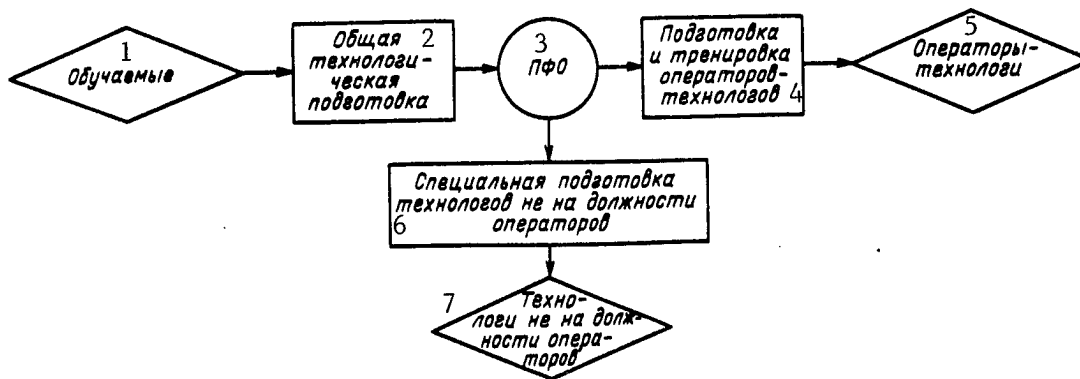 1
Обучаемые
Общая 2
технологи-
ческая
подготовка
3
ПФО
Подготовка
и тренировка
операторов-
технологов 4
5
Операторы-
технологи
Специальная подготовка
технологов не на должности
6 операторов
7 Техно-
логи не на долж-
ности опера-
торов